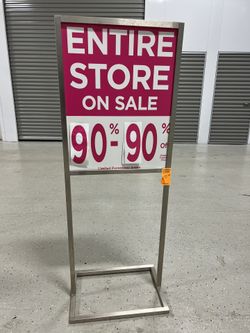 ENTIRE
STORE
ON SALE
90% - 90%